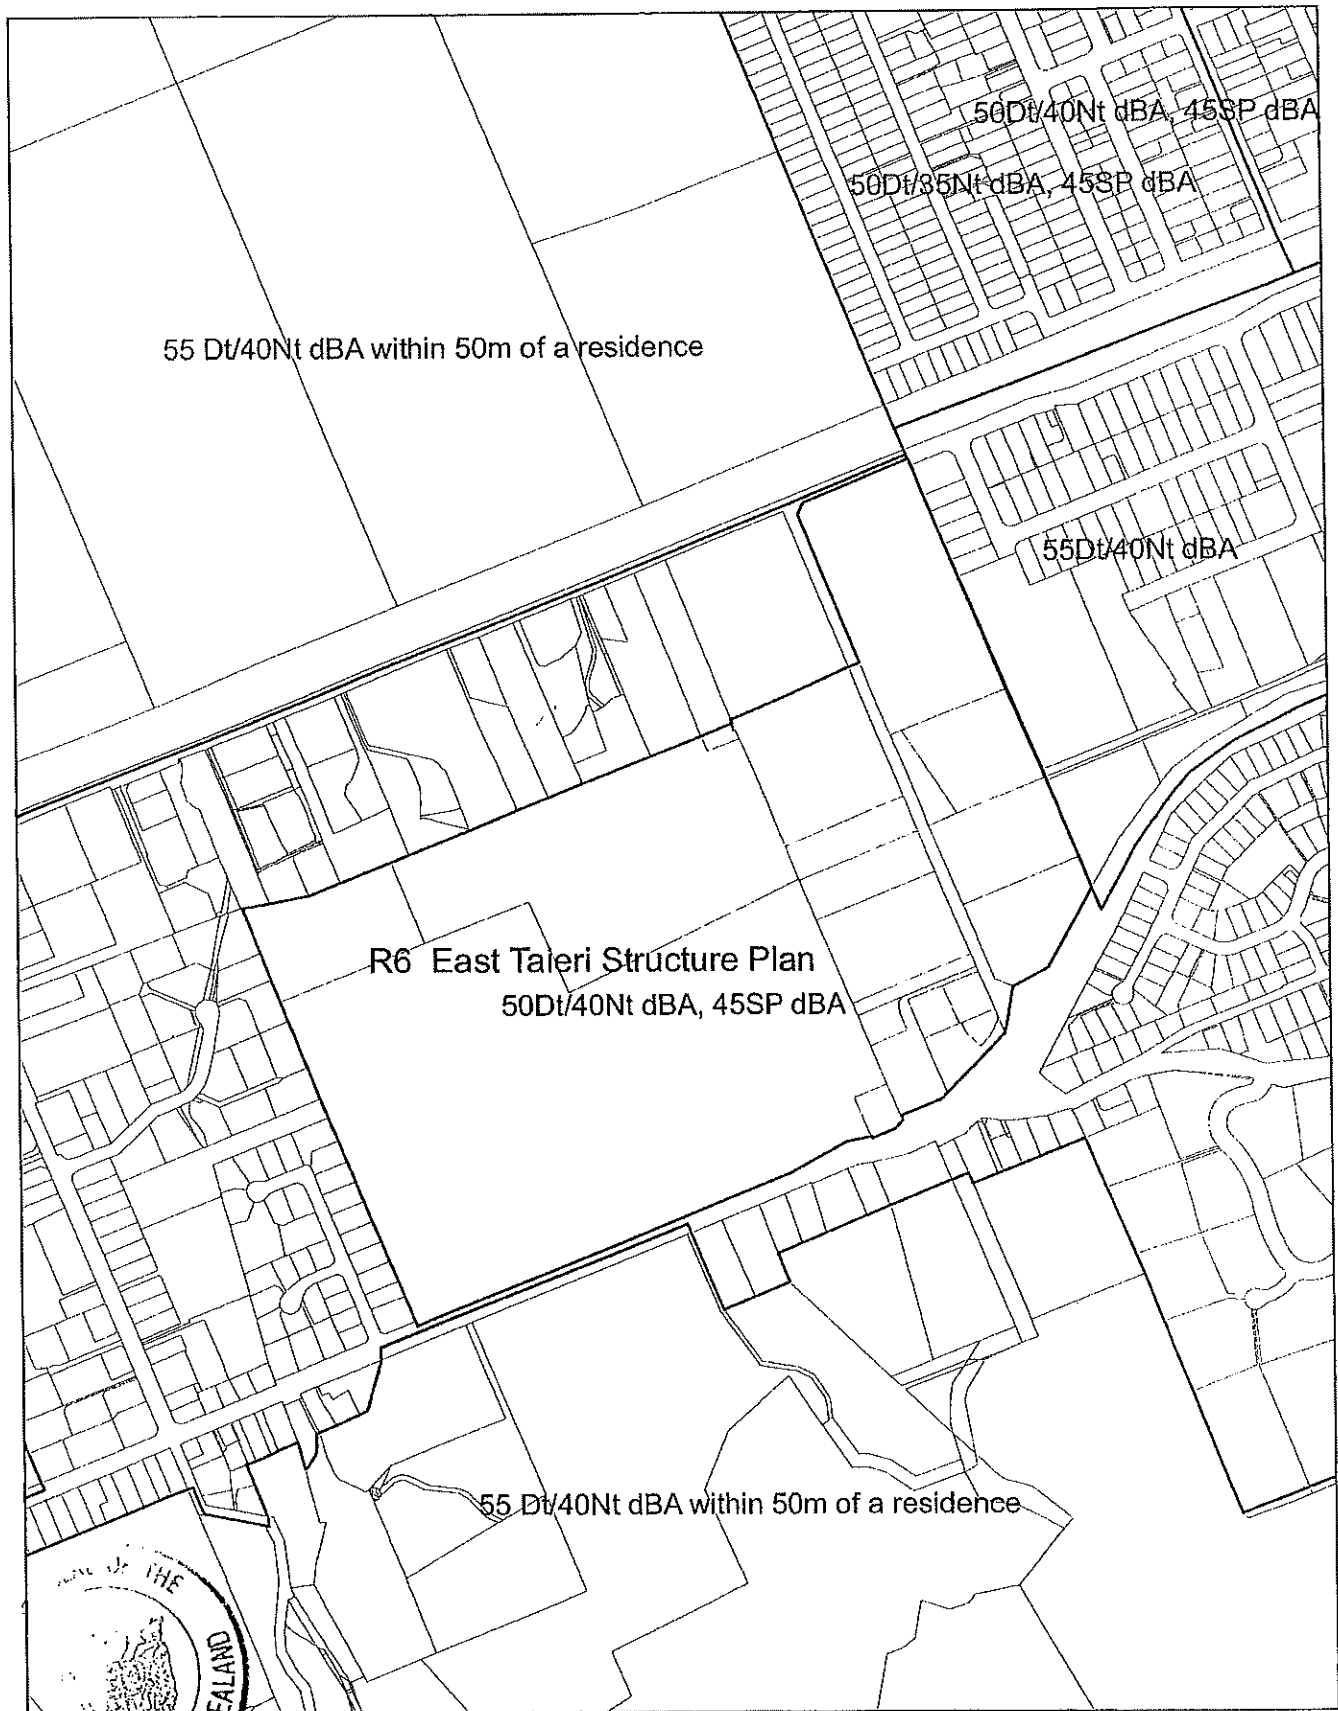 50Dt/40Nt dBA, 45SP dBA
50Dt/35Nt dBA, 45SP dBA
55 Dt/40Nt dBA within 50m of a residence
55Dt/40Nt dBA
R6 East Taieri Structure Plan
50Dt/40Nt dBA, 45SP dBA
55 Dt/40Nt dBA within 50m of a residence
THE
EALAND